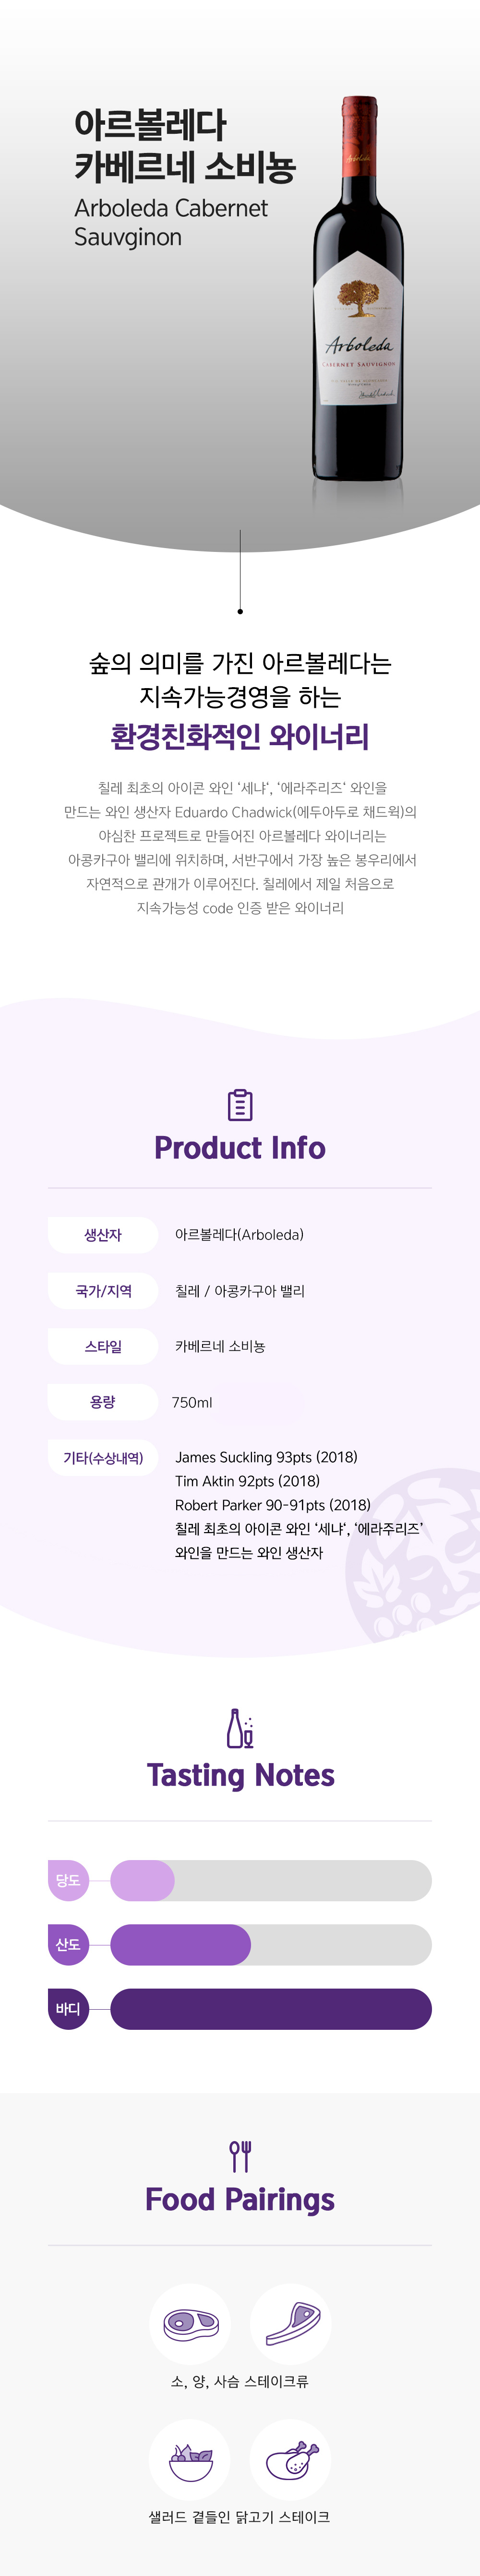 아르볼레다
카베르네 소비뇽
Arboleda Cabernet
Sauvginon
Arboleda
Arboleda
CABERNET SAUVIGNON
숲의 의미를 가진 아르볼레다는
지속가능경영을 하는
환경친화적인 와이너리
칠레 최초의 아이콘 와인 ‘세냐‘, ‘에라주리즈‘ 와인을
만드는 와인 생산자 Eduardo Chadwick(에두아두로 채드윅)의
야심찬 프로젝트로 만들어진 아르볼레다 와이너리는
아콩카구아 밸리에 위치하며, 서반구에서 가장 높은 봉우리에서
자연적으로 관개가 이루어진다. 칠레에서 제일 처음으로
지속가능성 code 인증 받은 와이너리
Product Info
생산자 아르볼레다(Arboleda)
국가/지역 칠레 / 아콩카구아 밸리
스타일 카베르네 소비뇽
용량 750ml
기타(수상내역) James Suckling 93pts (2018)
Tim Aktin 92pts (2018)
Robert Parker 90-91pts (2018)
칠레 최초의 아이콘 와인 ‘세냐‘, ‘에라주리즈’
와인을 만드는 와인 생산자
Tasting Notes
당도
산도
바디
Food Pairings
소, 양, 사슴 스테이크류
샐러드 곁들인 닭고기 스테이크